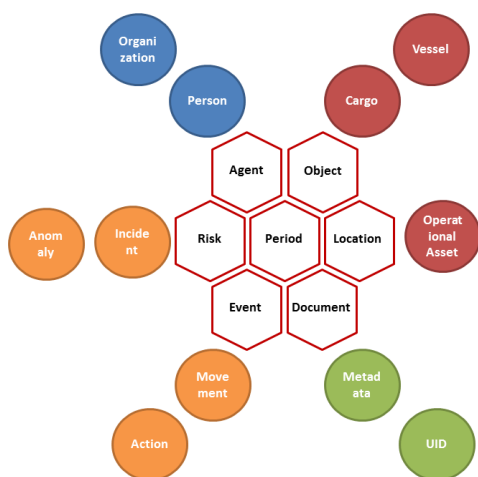 Organi
zation
Vessel
Person
Cargo
Agent
Object
Anom
aly
Incide
nt
Risk
Period
Location
Operat
ional
Asset
Event
Document
Move
ment
Metad
ata
Action
UID